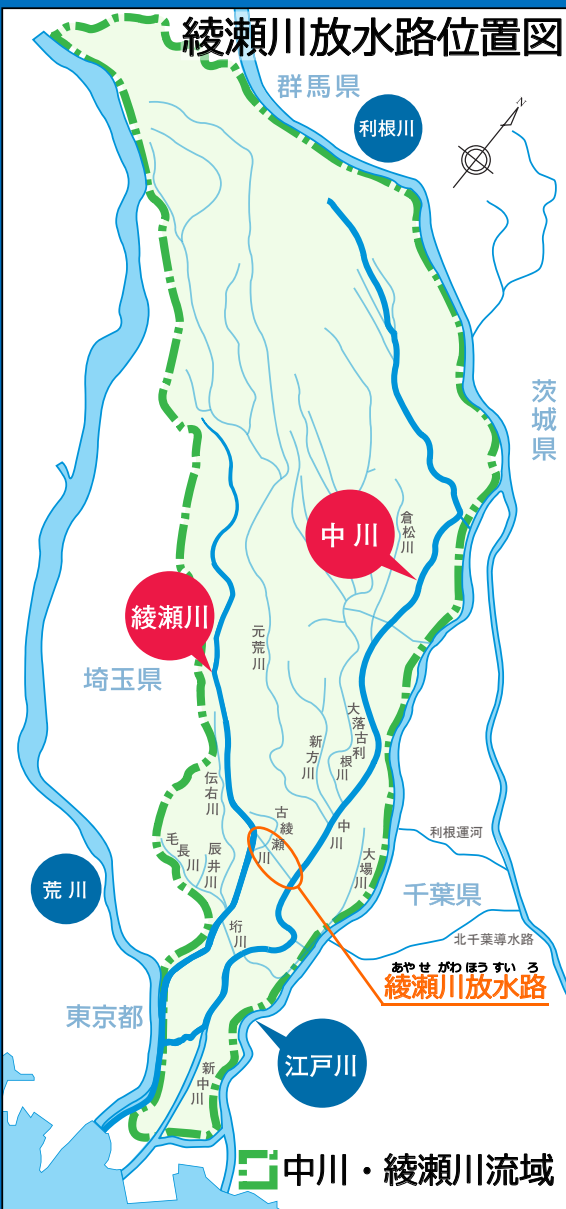 綾瀬川放水路位置図
群馬県
利根川
N
茨城県
中川
倉松川
綾瀬川
元荒川
埼玉県
大落古利根川
新方川
伝右川
古綾瀬川
中川
毛長川
辰井川
大場川
利根運河
荒川
千葉県
垳川
北千葉導水路
あやせがわほうすいろ
綾瀬川放水路
東京都
江戸川
新中川
中川・綾瀬川流域